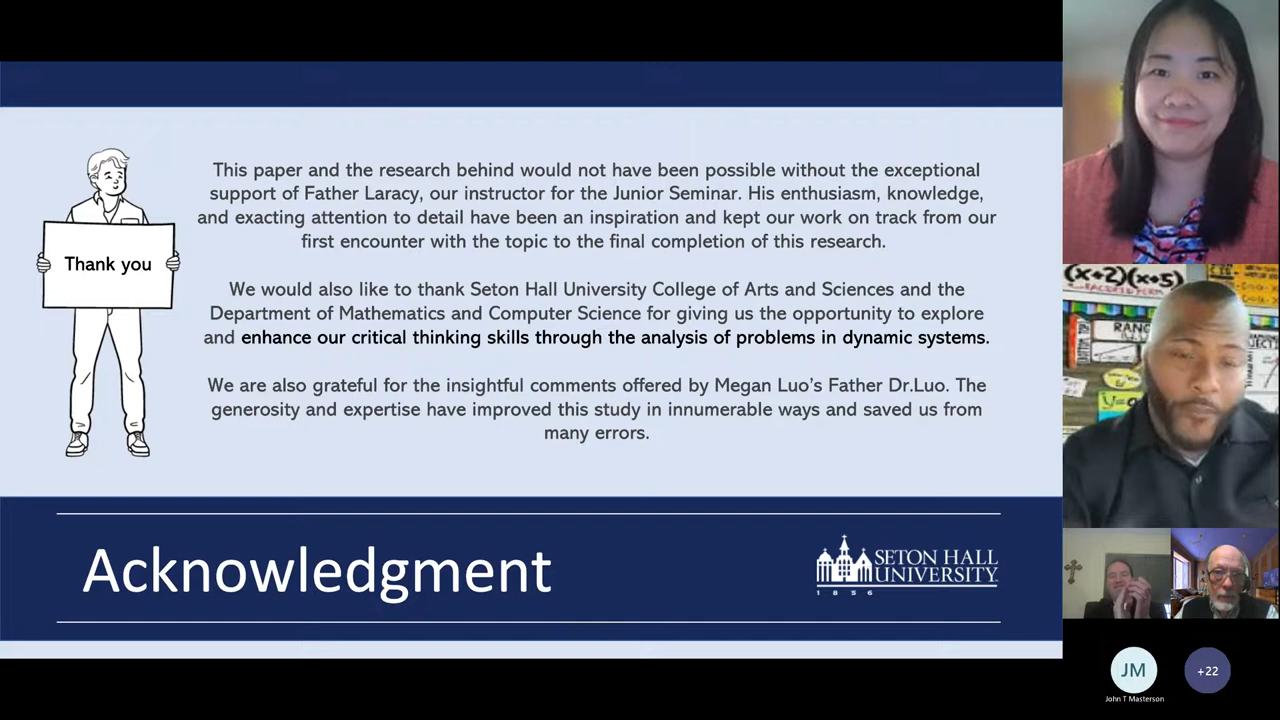 This paper and the research behind would not have been possible without the exceptional
support of Father Laracy, our instructor for the Junior Seminar. His enthusiasm, knowledge,
and exacting attention to detail have been an inspiration and kept our work on track from our
first encounter with the topic to the final completion of this research.
Thank you
We would also like to think Seton Hall University College of Arts and Sciences and the
Department of Mathematics and Computer Science for giving us the opportunity to explore
and enhance our critical thinking skills through the analysis of problems in dynamic systems.
We are also grateful for the insightful comments offered by Megan Luo’s Father Dr.Luo. The
generosity and expertise have improved this study in innumerable ways and saved us from
many errors.
Acknowledgment
SETON HALL
UNIVERSITY
1856
(x+2)(x+5)
RANG
JM
John T Masterson
+22